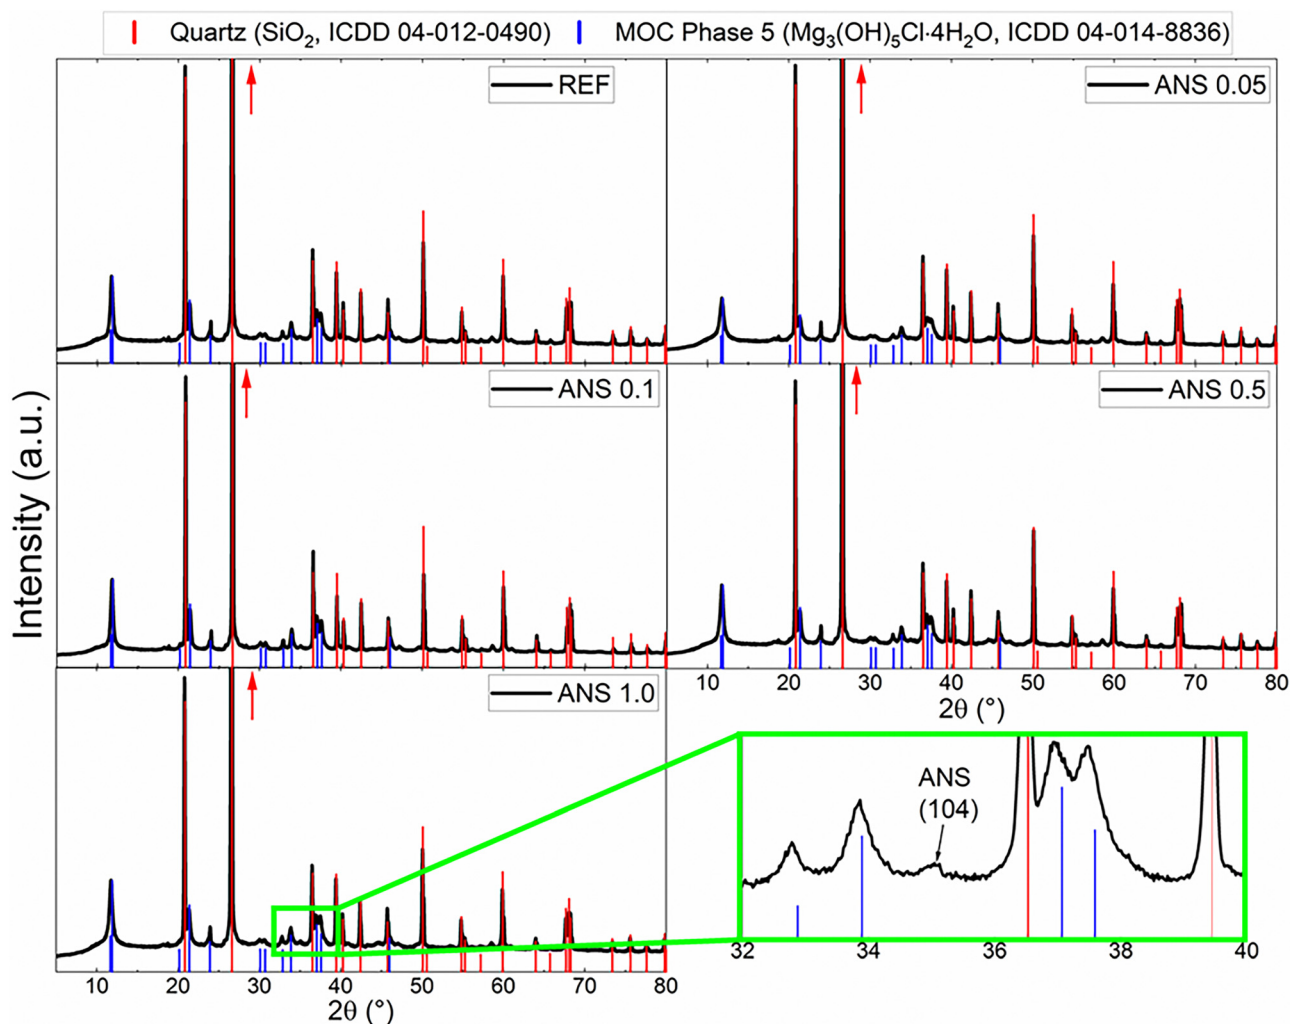 Quartz (SiO₂, ICDD 04-012-0490) MOC Phase 5 (Mg₃(OH)₅Cl·4H₂O, ICDD 04-014-8836)
REF
ANS 0.05
ANS 0.1
ANS 0.5
Intensity (a.u.)
10 20 30 40 50 60 70 80
2θ (°)
ANS 1.0
ANS
(104)
32 34 36 38 40
10 20 30 40 50 60 70 80
2θ (°)